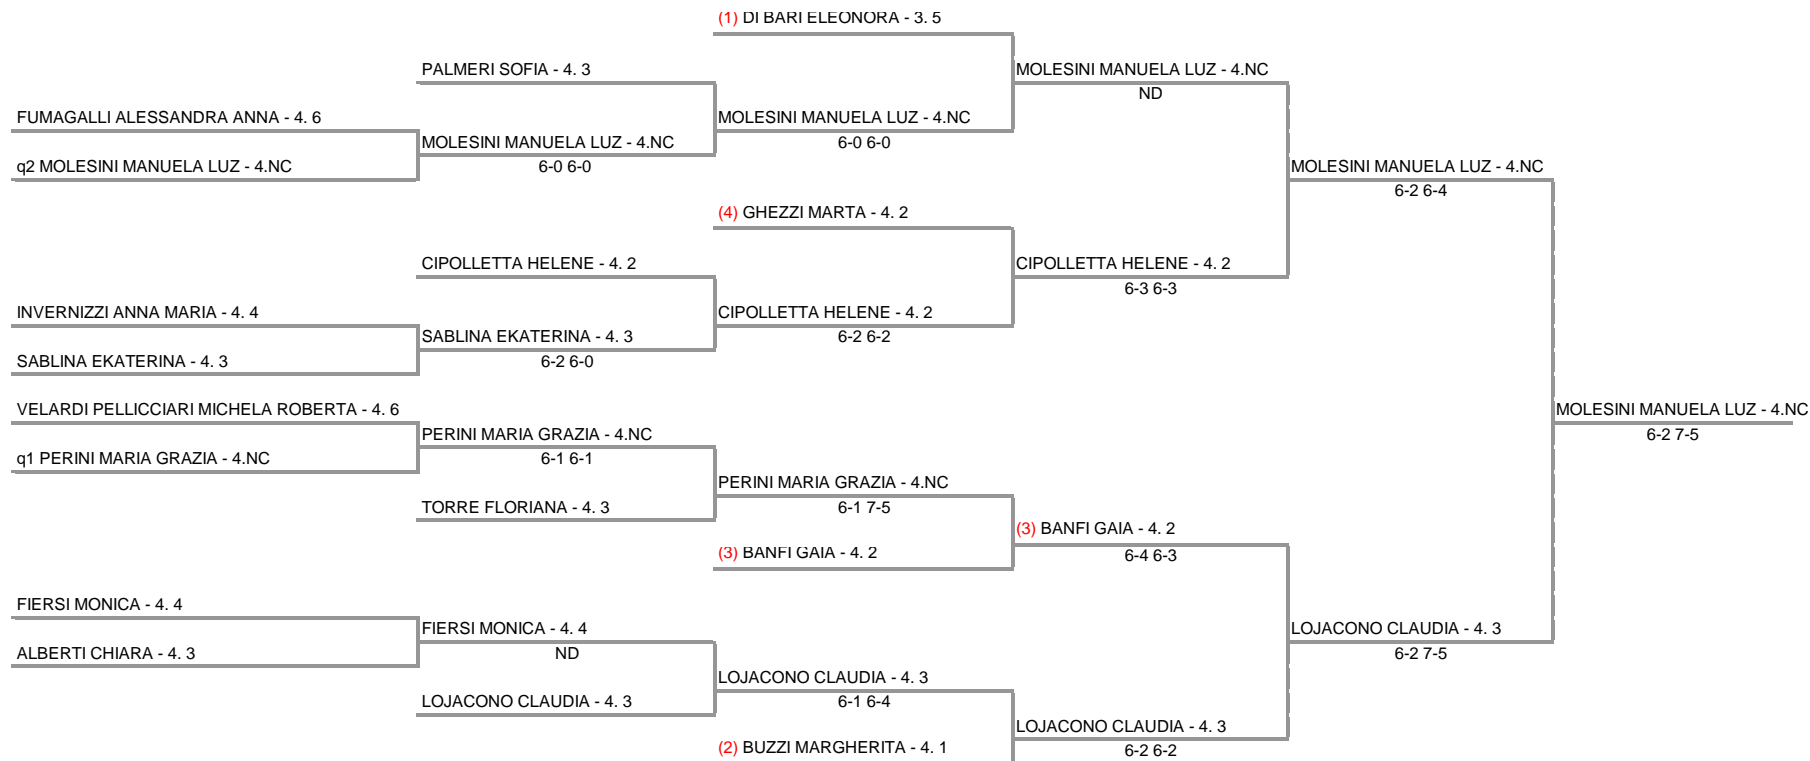 (1) DI BARI ELEONORA - 3. 5
PALMERI SOFIA - 4. 3
MOLESINI MANUELA LUZ - 4.NC
ND
FUMAGALLI ALESSANDRA ANNA - 4. 6
MOLESINI MANUELA LUZ - 4.NC
6-0 6-0
MOLESINI MANUELA LUZ - 4.NC
6-0 6-0
q2 MOLESINI MANUELA LUZ - 4.NC
MOLESINI MANUELA LUZ - 4.NC
6-2 6-4
(4) GHEZZI MARTA - 4. 2
CIPOLLETTA HELENE - 4. 2
CIPOLLETTA HELENE - 4. 2
6-3 6-3
INVERNIZZI ANNA MARIA - 4. 4
CIPOLLETTA HELENE - 4. 2
6-2 6-2
SABLINA EKATERINA - 4. 3
6-2 6-0
SABLINA EKATERINA - 4. 3
VELARDI PELLICCIARI MICHELA ROBERTA - 4. 6
MOLESINI MANUELA LUZ - 4.NC
6-2 7-5
PERINI MARIA GRAZIA - 4.NC
6-1 6-1
q1 PERINI MARIA GRAZIA - 4.NC
PERINI MARIA GRAZIA - 4.NC
6-1 7-5
TORRE FLORIANA - 4. 3
(3) BANFI GAIA - 4. 2
6-4 6-3
(3) BANFI GAIA - 4. 2
FIERSI MONICA - 4. 4
FIERSI MONICA - 4. 4
ND
LOJACONO CLAUDIA - 4. 3
6-2 7-5
ALBERTI CHIARA - 4. 3
LOJACONO CLAUDIA - 4. 3
6-1 6-4
LOJACONO CLAUDIA - 4. 3
LOJACONO CLAUDIA - 4. 3
6-2 6-2
(2) BUZZI MARGHERITA - 4. 1